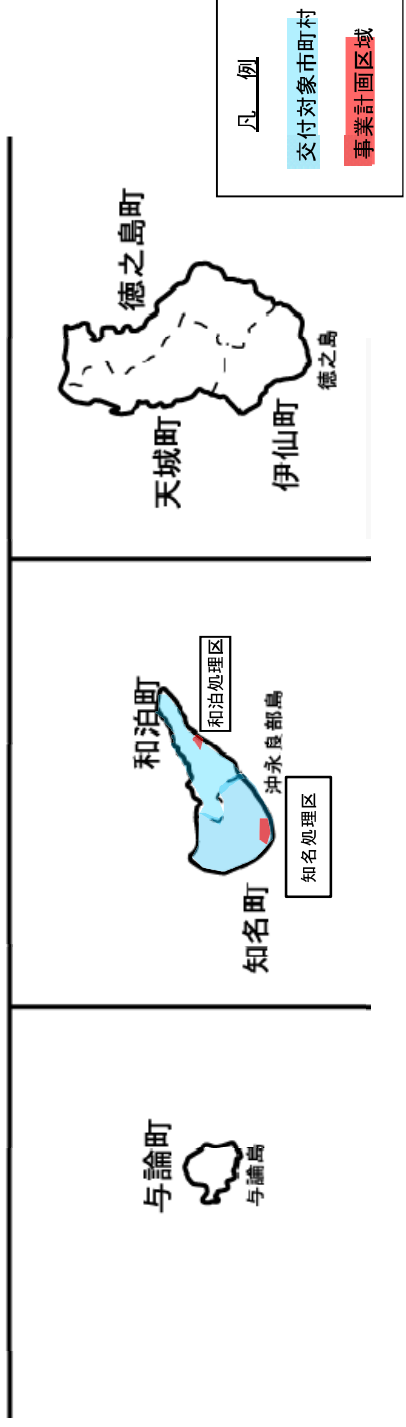 凡　例
交付対象市町村
事業計画区域
徳之島町
天城町
伊仙町
徳之島
和泊町
和泊処理区
沖永良部島
知名処理区
知名町
与論町
与論島